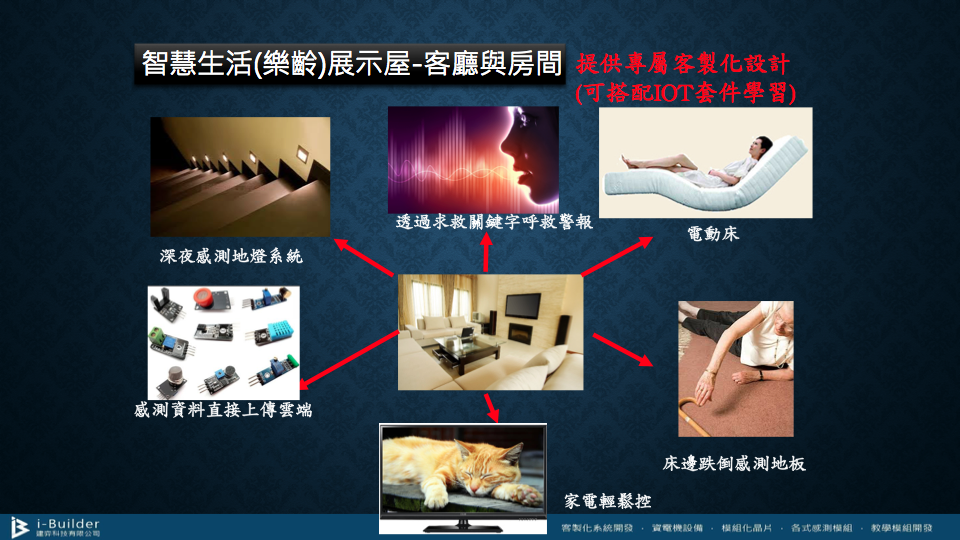 智慧生活(樂齡)展示屋-客廳與房間
提供專屬客製化設計
(可搭配IOT套件學習)
透過求救關鍵字呼救警報
電動床
深夜感測地燈系統
感測資料直接上傳雲端
床邊跌倒感測地板
家電輕鬆控
i-Builder
建弈科技有限公司
客製化系統開發 · 實電機設備 · 模組化晶片 · 各式感測模組 · 教學模組開發